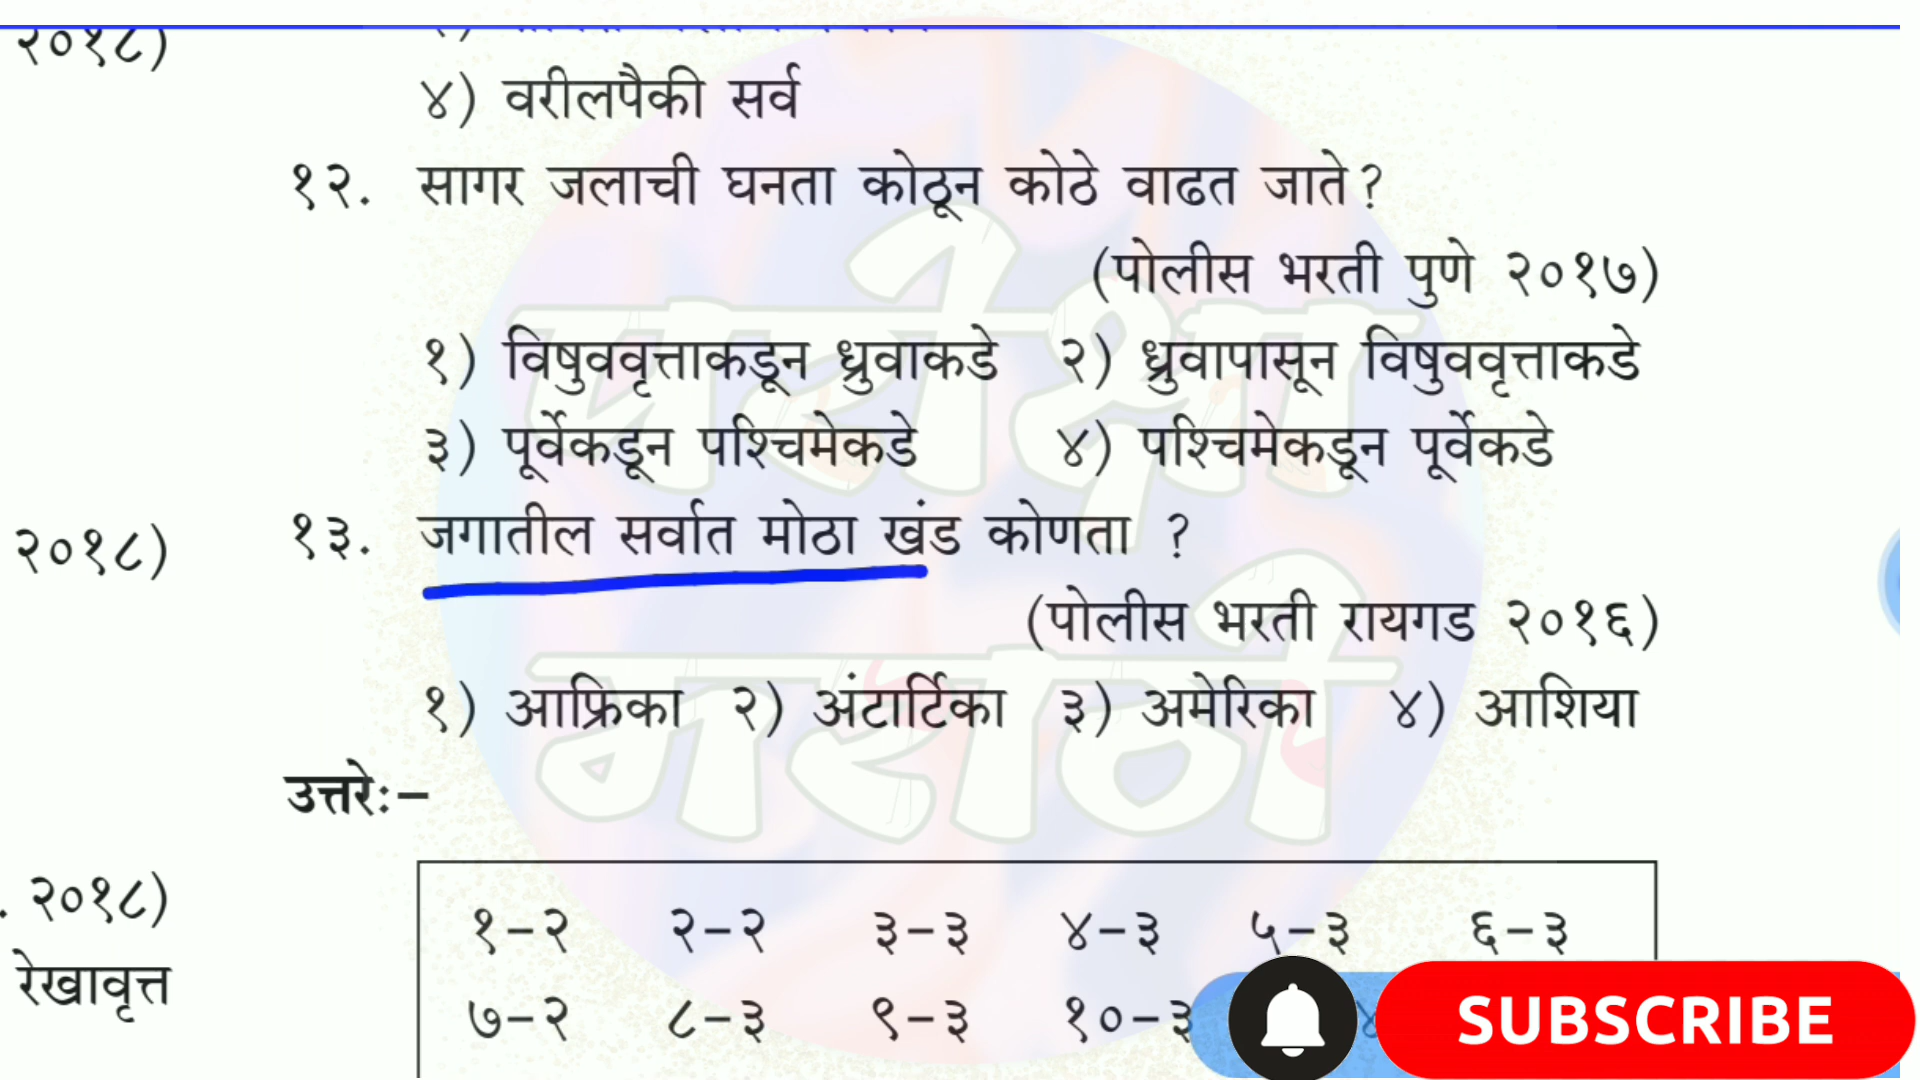 २०१८)
४) वरीलपैकी सर्व
१२. सागर जलाची घनता कोठून कोठे वाढत जाते?
(पोलीस भरती पुणे २०१७)
१) विषुववृत्ताकडून ध्रुवाकडे २) ध्रुवापासून विषुववृत्ताकडे
३) पूर्वेकडून पश्चिमेकडे ४) पश्चिमेकडून पूर्वेकडे
२०१८)
१३. जगातील सर्वात मोठा खंड कोणता ?
(पोलीस भरती रायगड २०१६)
१) आफ्रिका २) अंटार्टिका ३) अमेरिका ४) आशिया
उत्तरेः–
. २०१८)
रेखावृत्त
१–२ २–२ ३–३ ४–३ ५–३ ६–३
७–२ ८–३ ९–३ १०–३
परीक्षा
मराठी
SUBSCRIBE